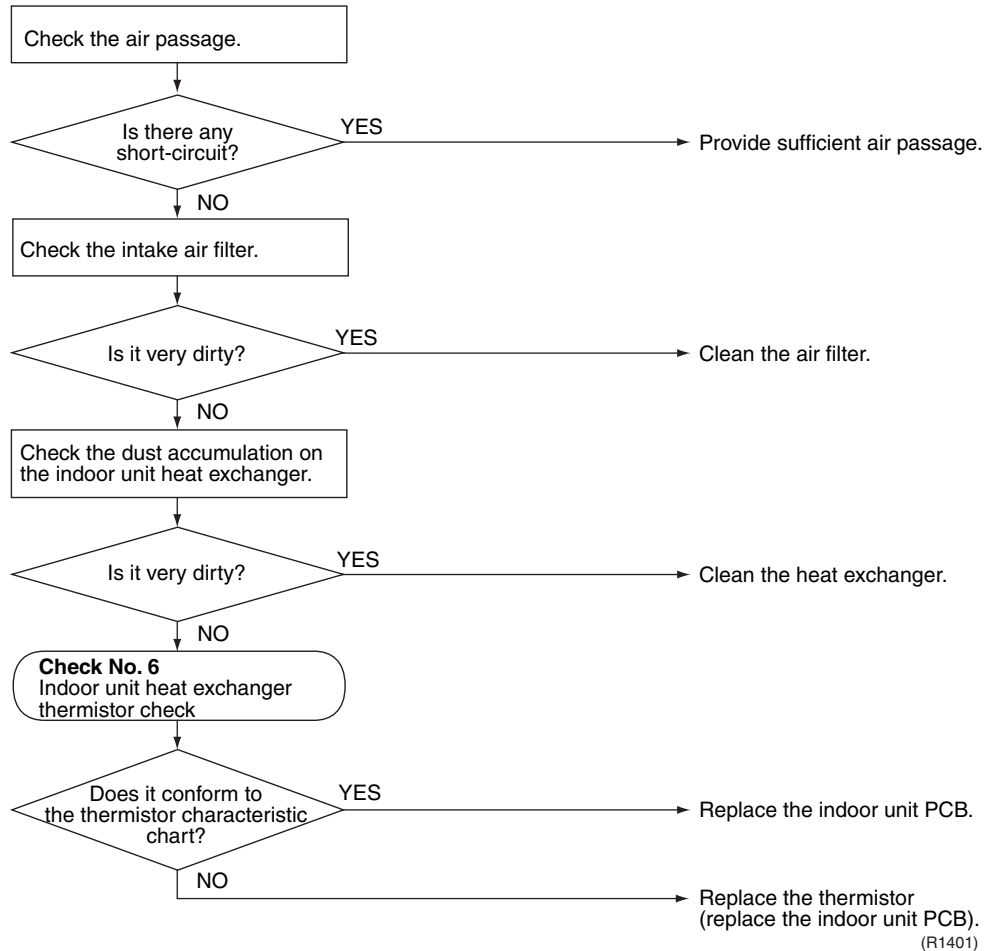 Check the air passage.
Is there any
short-circuit?
YES
Provide sufficient air passage.
NO
Check the intake air filter.
Is it very dirty?
YES
Clean the air filter.
NO
Check the dust accumulation on
the indoor unit heat exchanger.
Is it very dirty?
YES
Clean the heat exchanger.
NO
Check No. 6
Indoor unit heat exchanger
thermistor check
Does it conform to
the thermistor characteristic
chart?
YES
Replace the indoor unit PCB.
NO
Replace the thermistor
(replace the indoor unit PCB).
(R1401)